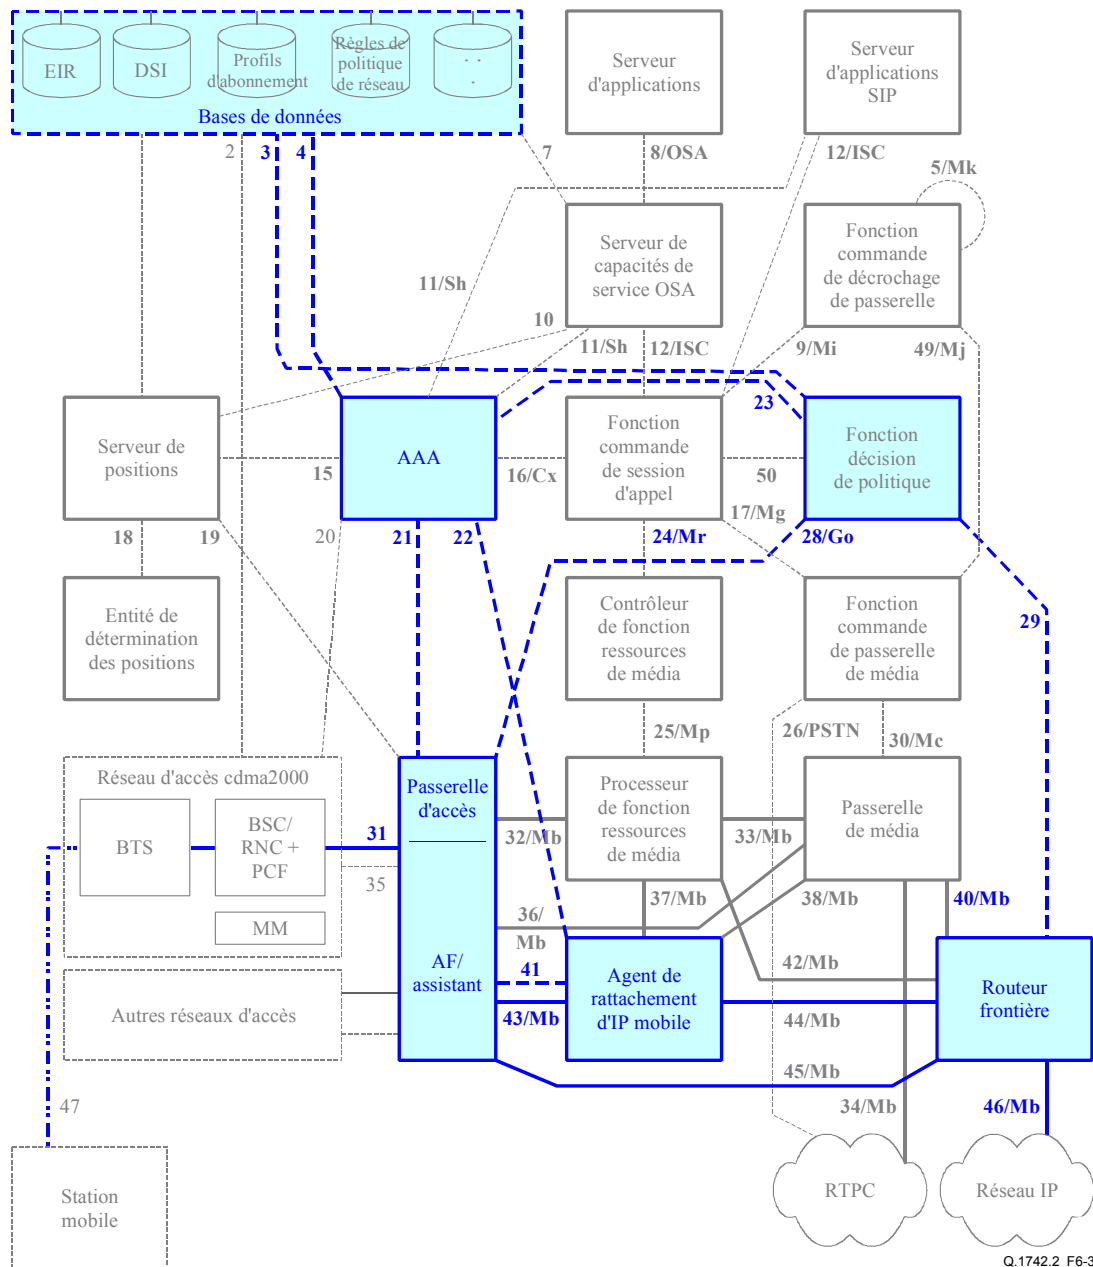 EIR
DSI
Profils
d'abonnement
Règles de
politique
de réseau
. .
.
Bases de données
Serveur
d'applications
Serveur
d'applications
SIP
2
3
4
7
8/OSA
12/ISC
5/Mk
Serveur de
capacités de
service OSA
Fonction
commande
de décrochage
de passerelle
11/Sh
10
11/Sh
12/ISC
9/Mi
49/Mj
23
Serveur de
positions
15
AAA
16/Cx
Fonction
commande
de session
d'appel
50
Fonction
décision
de politique
17/Mg
18
19
20
21
22
24/Mr
28/Go
Entité de
détermination
des positions
Contrôleur
de fonction
ressources
de média
Fonction
commande
de passerelle
de média
29
25/Mp
26/PSTN
30/Mc
Réseau d'accès cdma2000
BTS
BSC/
RNC +
PCF
MM
31
35
Passerelle
d'accès
AF/
assistant
32/Mb
Processeur
de fonction
ressources
de média
33/Mb
Passerelle
de média
36/
Mb
37/Mb
38/Mb
40/Mb
41
42/Mb
Autres réseaux d'accès
43/Mb
Agent de
rattachement
d'IP mobile
44/Mb
Routeur
frontière
45/Mb
47
34/Mb
46/Mb
Station
mobile
RTPC
Réseau IP
Q.1742.2_F6-3